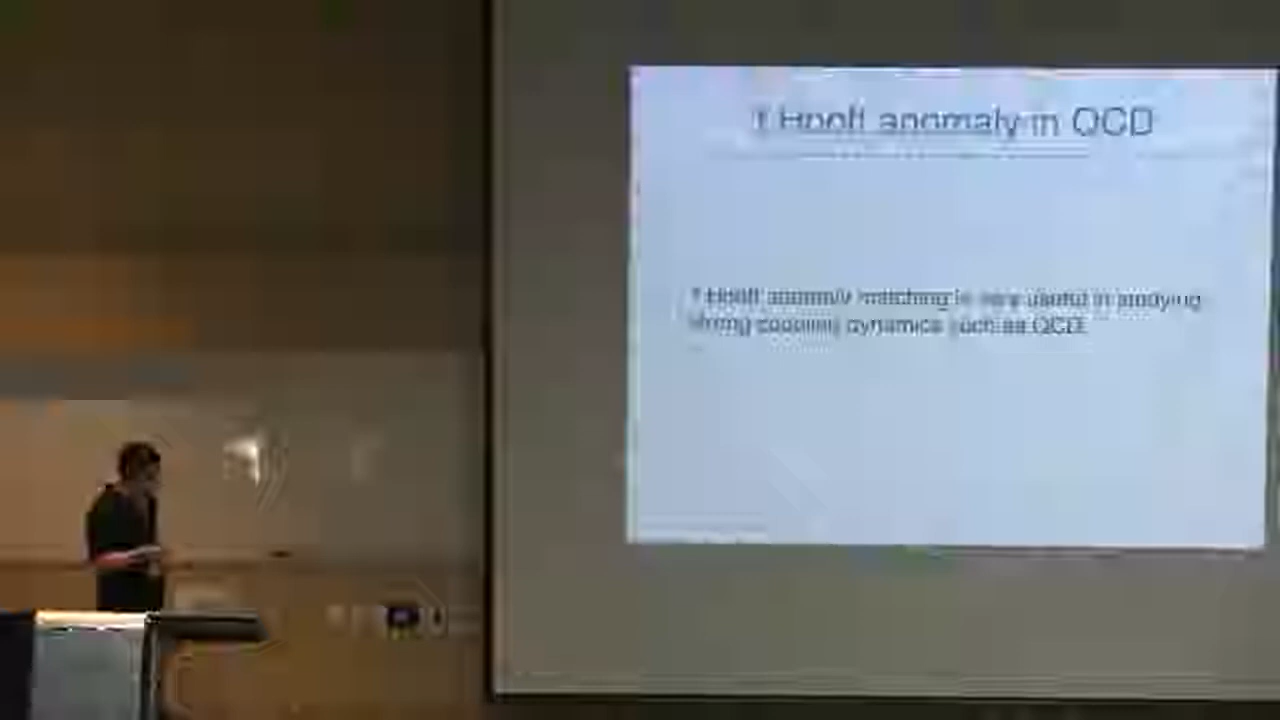 't Hooft anomaly in QCD
't Hooft anomaly matching is very useful in studying
strong coupling dynamics such as QCD.